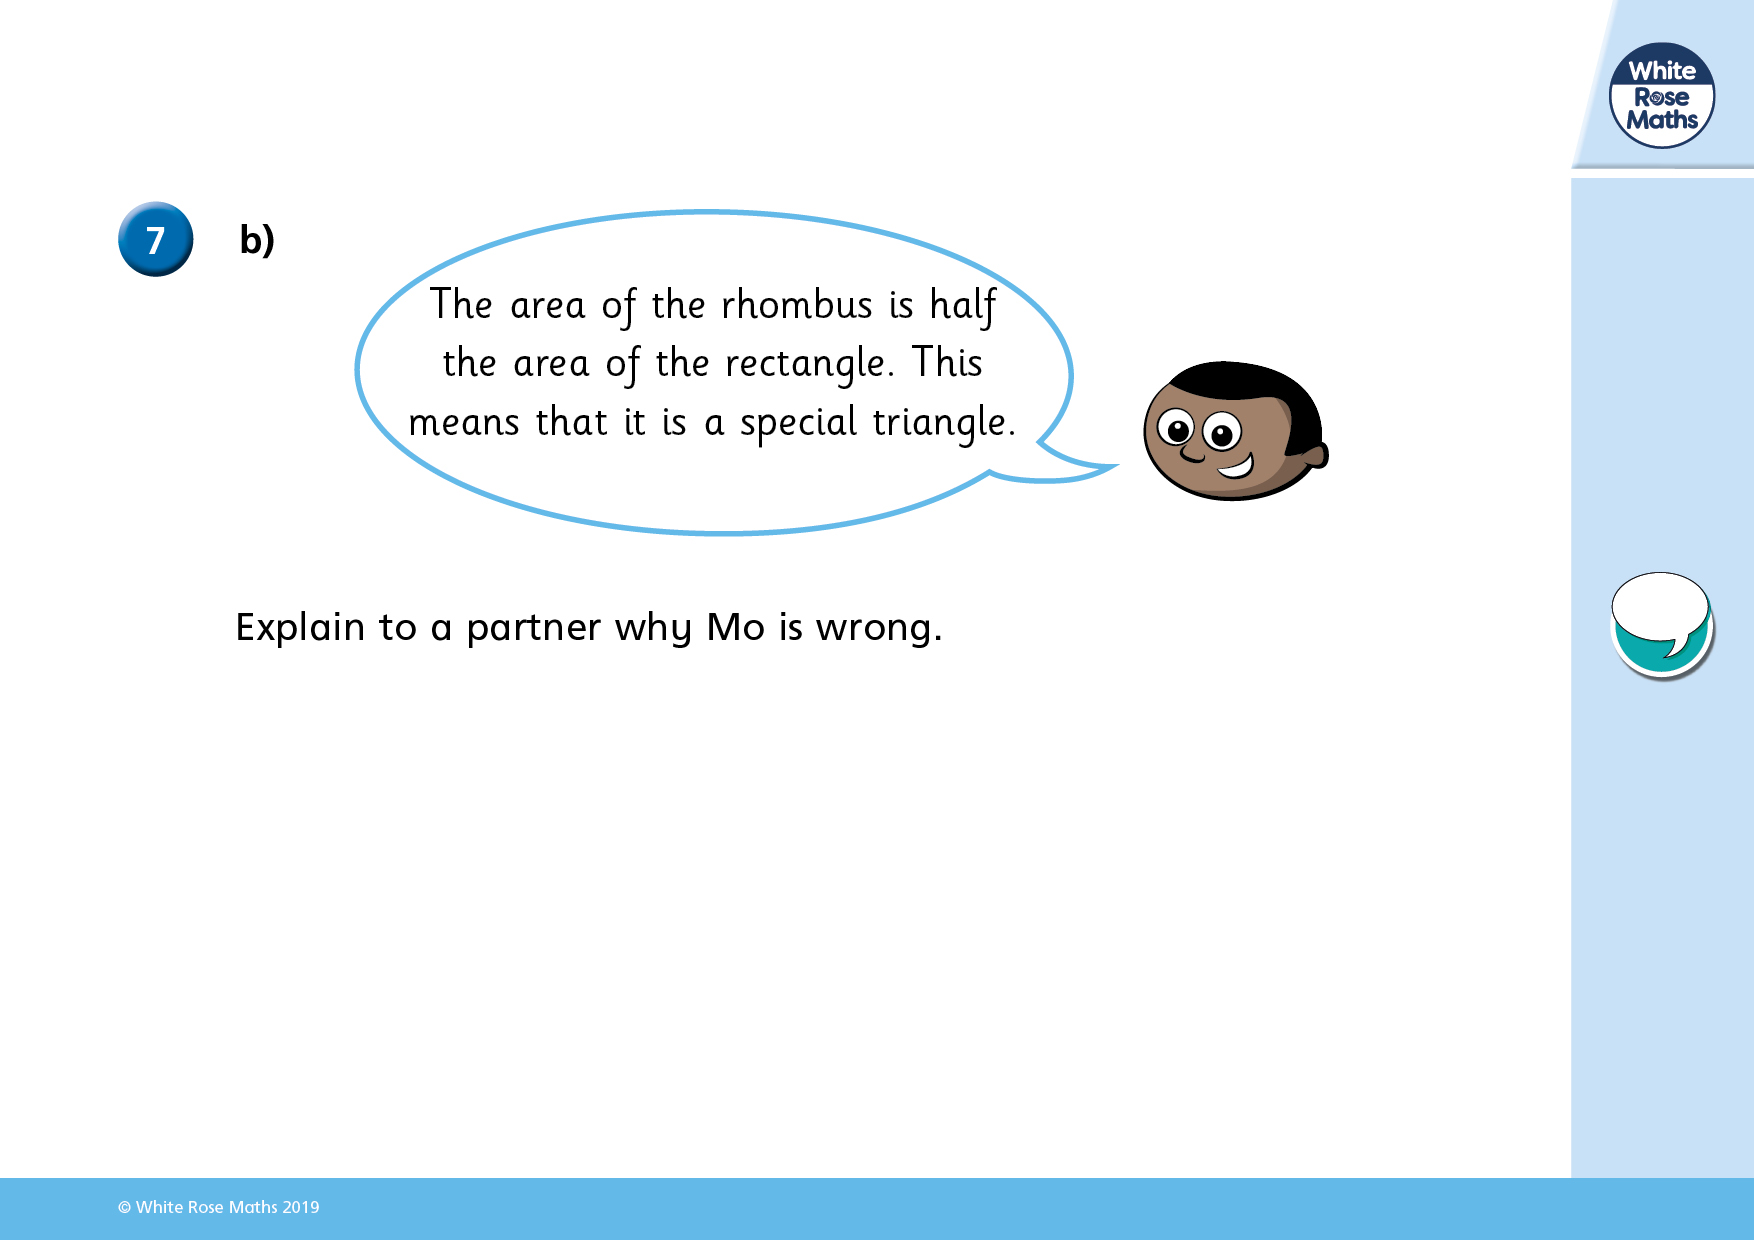 White
Rose
Maths
7 b)
The area of the rhombus is half
the area of the rectangle. This
means that it is a special triangle.
Explain to a partner why Mo is wrong.
© White Rose Maths 2019